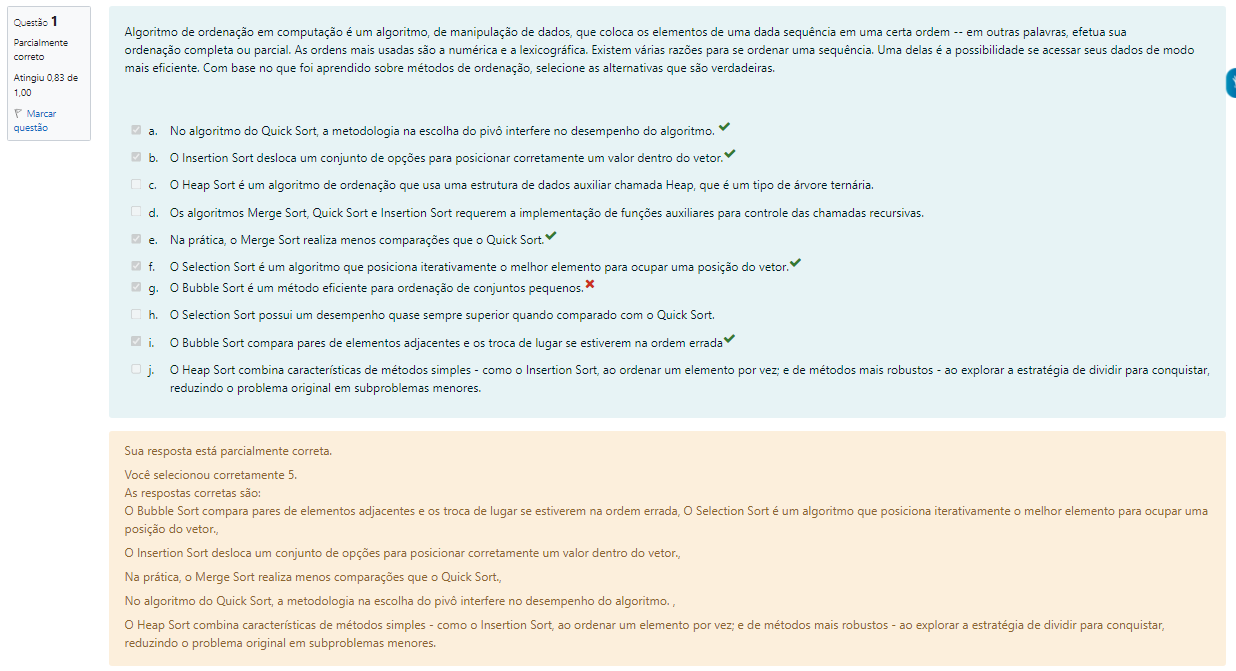 Questão 1
Parcialmente
correto
Atingiu 0,83 de
1,00
Marcar
questão
Algoritmo de ordenação em computação é um algoritmo, de manipulação de dados, que coloca os elementos de uma dada sequência em uma certa ordem -- em outras palavras, efetua sua
ordenação completa ou parcial. As ordens mais usadas são a numérica e a lexicográfica. Existem várias razões para se ordenar uma sequência. Uma delas é a possibilidade se acessar seus dados de modo
mais eficiente. Com base no que foi aprendido sobre métodos de ordenação, selecione as alternativas que são verdadeiras.
a. No algoritmo do Quick Sort, a metodologia na escolha do pivô interfere no desempenho do algoritmo.
b. O Insertion Sort desloca um conjunto de opções para posicionar corretamente um valor dentro do vetor.
c. O Heap Sort é um algoritmo de ordenação que usa uma estrutura de dados auxiliar chamada Heap, que é um tipo de árvore ternária.
d. Os algoritmos Merge Sort, Quick Sort e Insertion Sort requerem a implementação de funções auxiliares para controle das chamadas recursivas.
e. Na prática, o Merge Sort realiza menos comparações que o Quick Sort.
f. O Selection Sort é um algoritmo que posiciona iterativamente o melhor elemento para ocupar uma posição do vetor.
g. O Bubble Sort é um método eficiente para ordenação de conjuntos pequenos.
h. O Selection Sort possui um desempenho quase sempre superior quando comparado com o Quick Sort.
i. O Bubble Sort compara pares de elementos adjacentes e os troca de lugar se estiverem na ordem errada
j. O Heap Sort combina características de métodos simples - como o Insertion Sort, ao ordenar um elemento por vez; e de métodos mais robustos - ao explorar a estratégia de dividir para conquistar,
reduzindo o problema original em subproblemas menores.
Sua resposta está parcialmente correta.
Você selecionou corretamente 5.
As respostas corretas são:
O Bubble Sort compara pares de elementos adjacentes e os troca de lugar se estiverem na ordem errada, O Selection Sort é um algoritmo que posiciona iterativamente o melhor elemento para ocupar uma
posição do vetor.,
O Insertion Sort desloca um conjunto de opções para posicionar corretamente um valor dentro do vetor.,
Na prática, o Merge Sort realiza menos comparações que o Quick Sort.,
No algoritmo do Quick Sort, a metodologia na escolha do pivô interfere no desempenho do algoritmo. ,
O Heap Sort combina características de métodos simples - como o Insertion Sort, ao ordenar um elemento por vez; e de métodos mais robustos - ao explorar a estratégia de dividir para conquistar,
reduzindo o problema original em subproblemas menores.